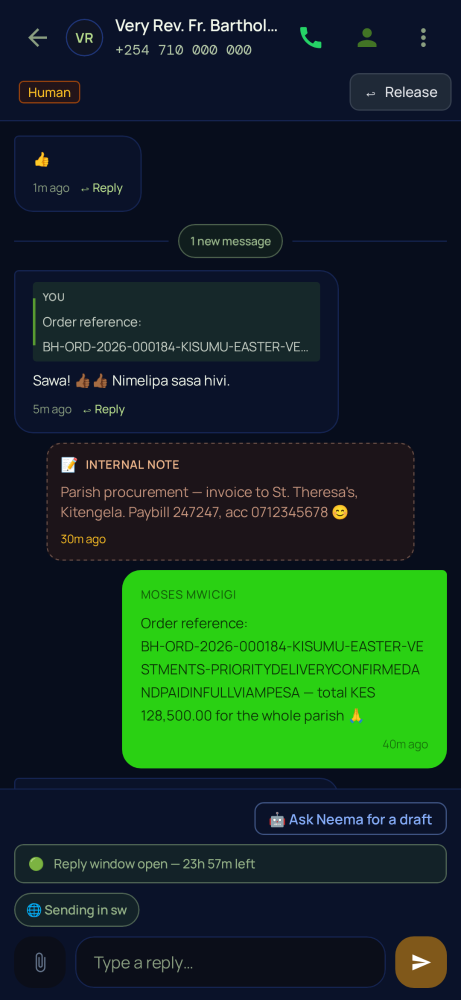 VR
Very Rev. Fr. Barthol...
+254 710 000 000
Human
↩ Release
👍
1m ago ↩ Reply
1 new message
YOU
Order reference:
BH-ORD-2026-000184-KISUMU-EASTER-VE...
Sawa! 👍🏾👍🏾 Nimelipa sasa hivi.
5m ago ↩ Reply
📝 INTERNAL NOTE
Parish procurement — invoice to St. Theresa's,
Kitengela. Paybill 247247, acc 0712345678 😊
30m ago
MOSES MWICIGI
Order reference:
BH-ORD-2026-000184-KISUMU-EASTER-VE
STMENTS-PRIORITYDELIVERYCONFIRMEDA
NDPAIDINFULLVIAMPESA — total KES
128,500.00 for the whole parish 🙏
40m ago
🤖 Ask Neema for a draft
🟢 Reply window open — 23h 57m left
🌐 Sending in sw
Type a reply...